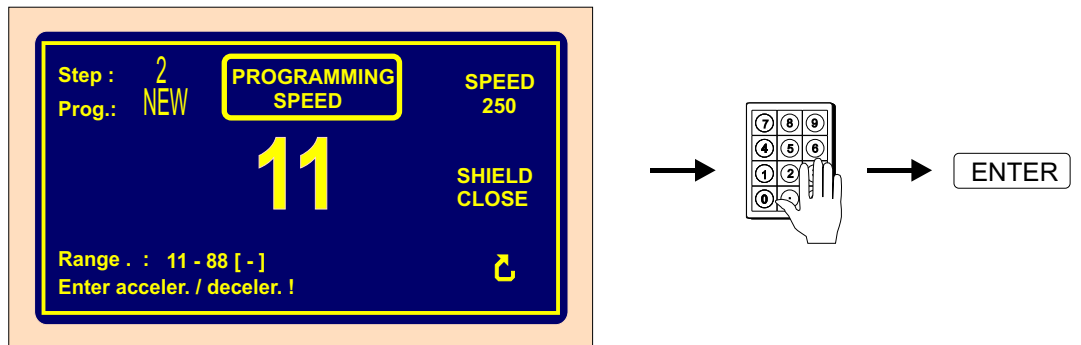 Step : 2
Prog.: NEW
PROGRAMMING
SPEED
SPEED
250
11
SHIELD
CLOSE
Range . : 11 - 88 [ - ]
Enter acceler. / deceler. !
7 8 9
4 5 6
1 2
0
ENTER